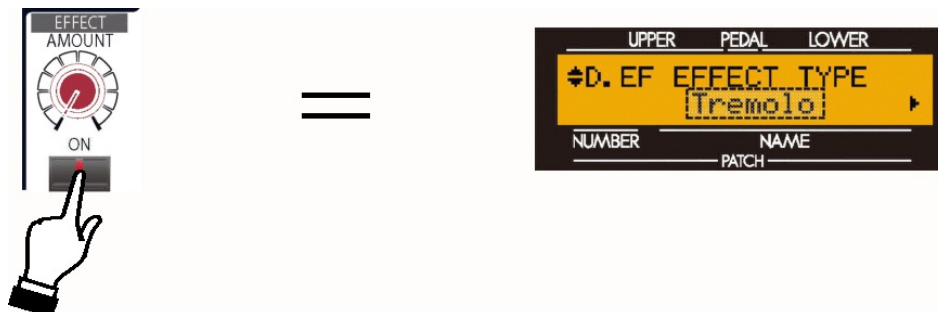 EFFECT
AMOUNT
ON
UPPER PEDAL LOWER
D. EF EFFECT TYPE
Tremolo
NUMBER NAME
PATCH